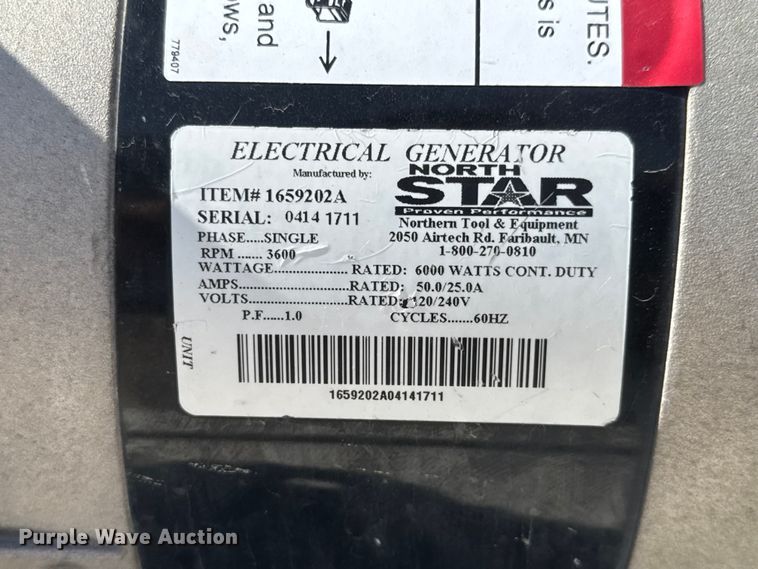 ows,
and
779407
s is
UTES.
ELECTRICAL GENERATOR
Manufactured by:
NORTH
STAR
Proven Performance
ITEM# 1659202A
SERIAL: 0414 1711
Northern Tool & Equipment
2050 Airtech Rd. Faribault, MN
1-800-270-0810
PHASE.....SINGLE
RPM ...... 3600
WATTAGE........................ RATED: 6000 WATTS CONT. DUTY
AMPS..............................RATED: 50.0/25.0A
VOLTS.............................RATED: 120/240V
P.F......1.0 CYCLES.......60HZ
UNIT
1659202A04141711
Purple Wave Auction